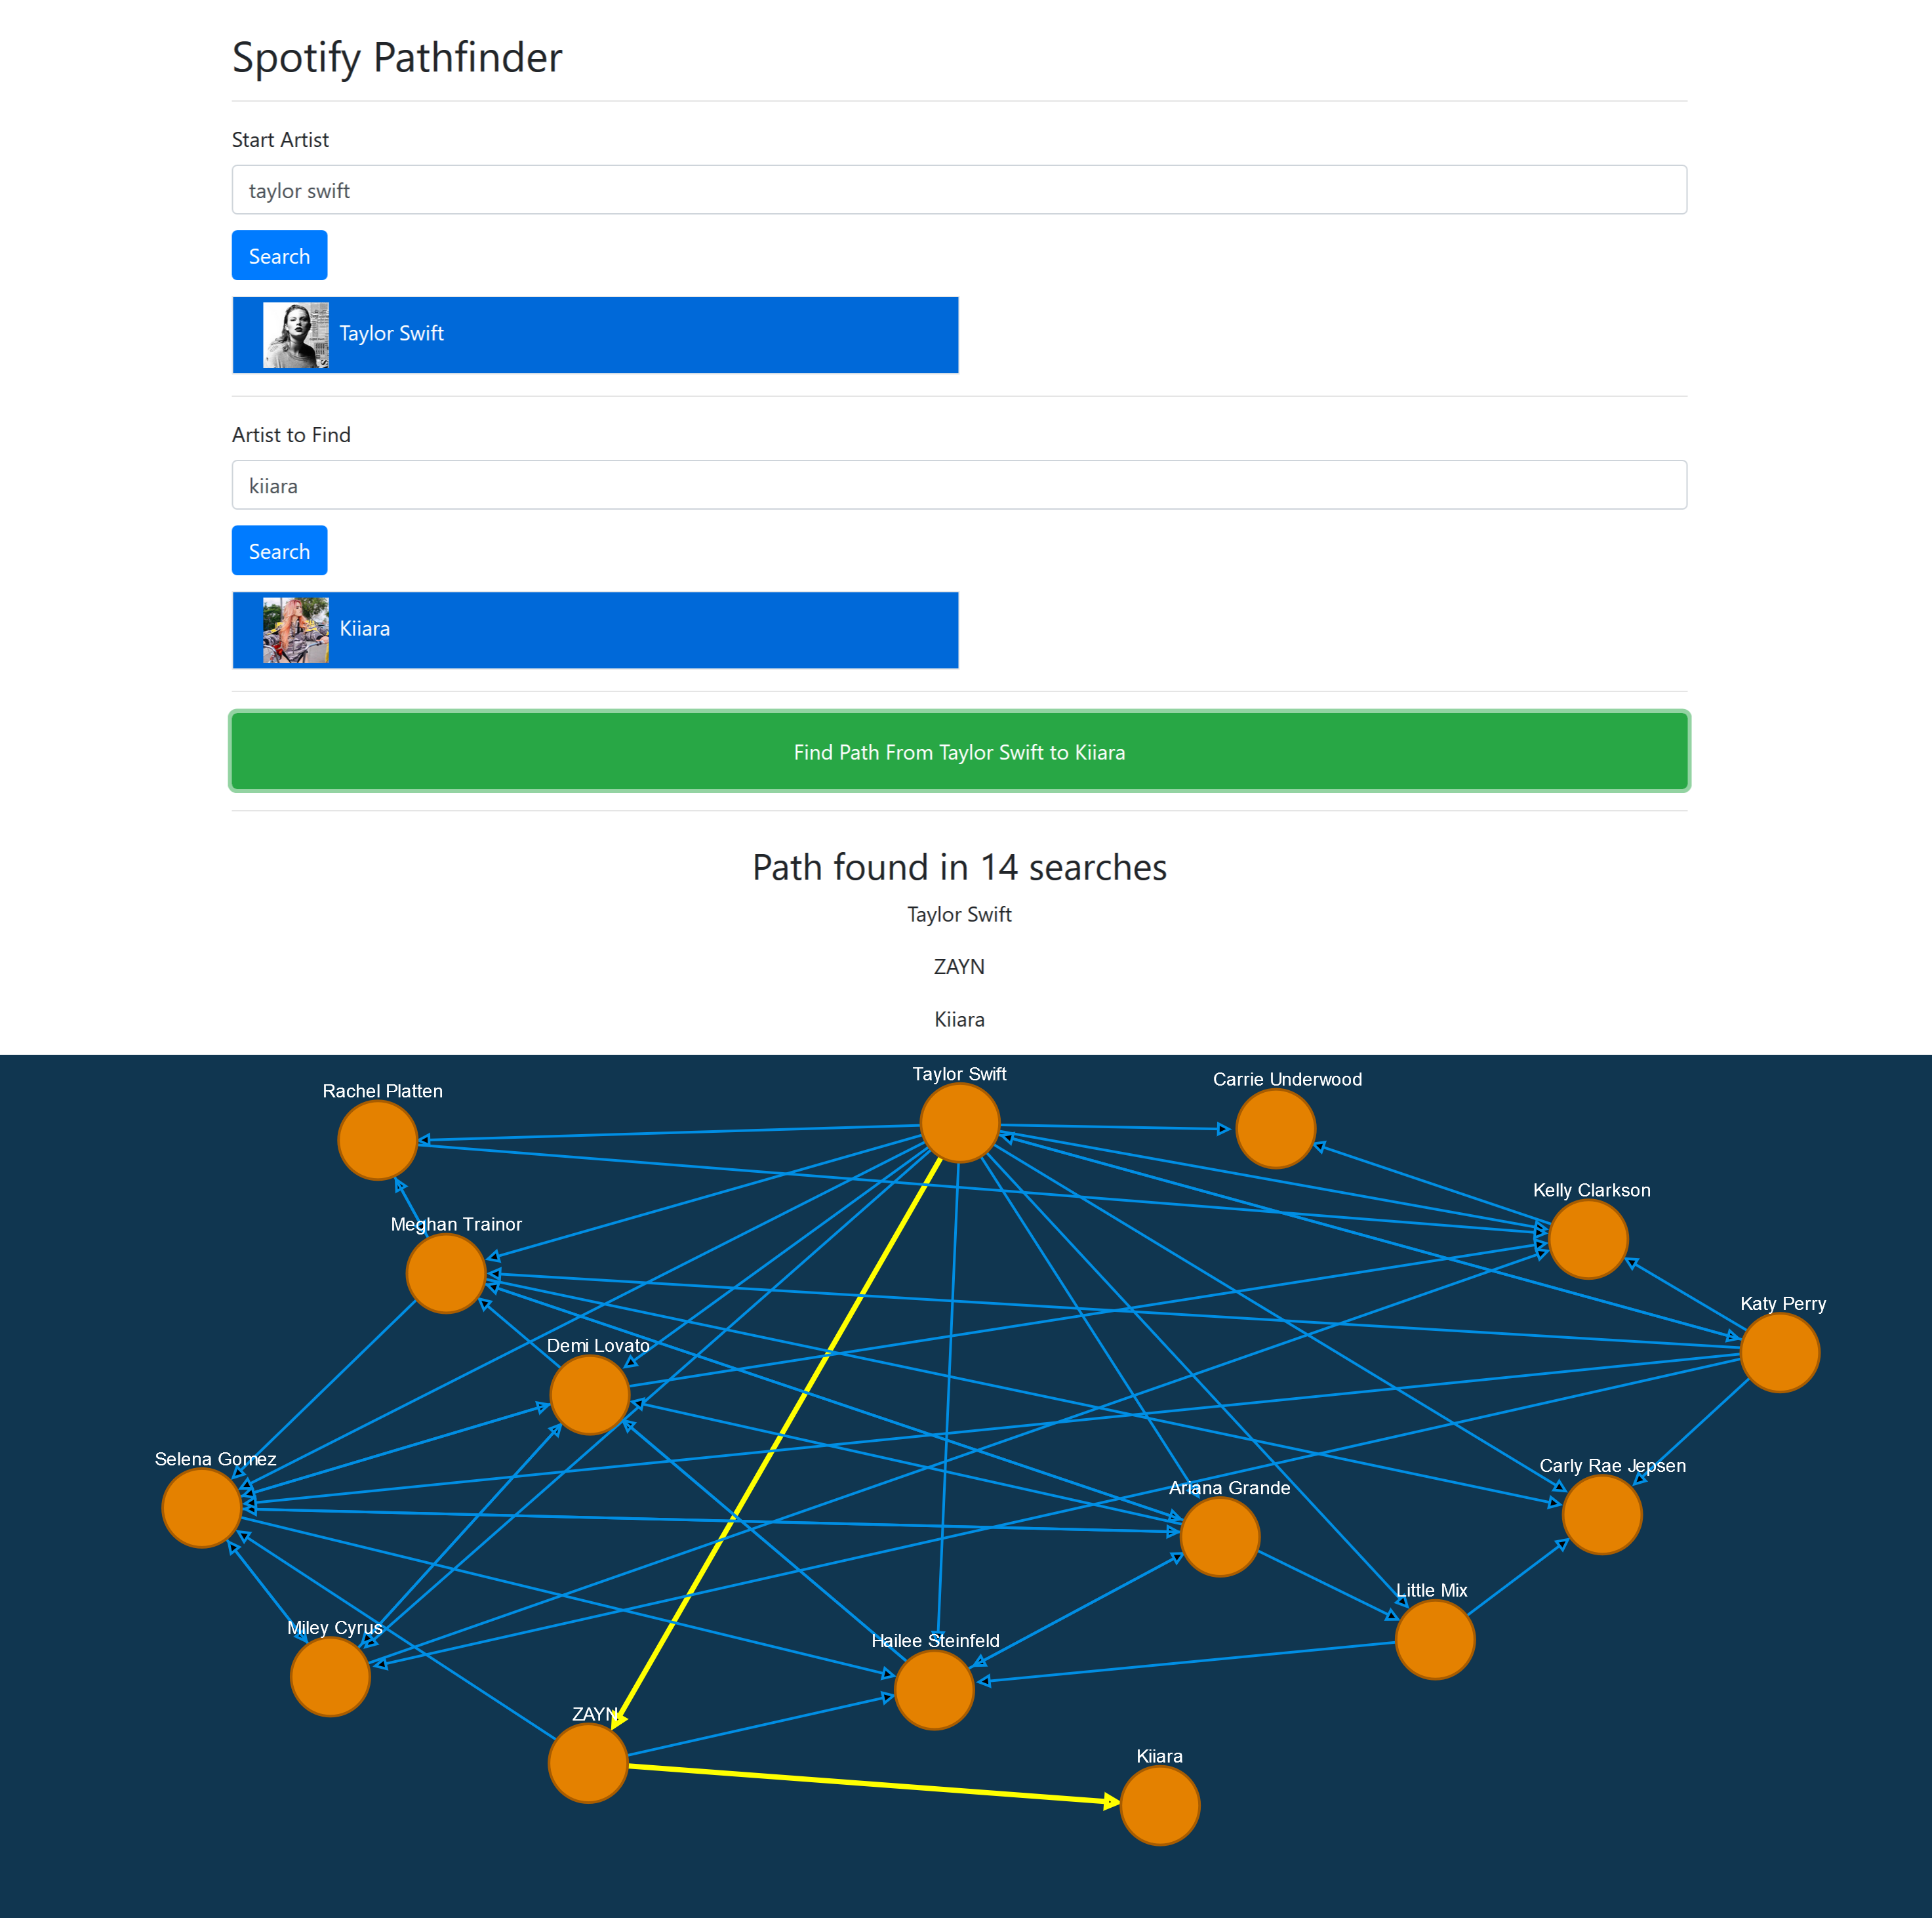 Spotify Pathfinder
Start Artist
taylor swift
Search
Taylor Swift
Artist to Find
kiiara
Search
Kiiara
Find Path From Taylor Swift to Kiiara
Path found in 14 searches
Taylor Swift
ZAYN
Kiiara
Taylor Swift
Carrie Underwood
Rachel Platten
Kelly Clarkson
Meghan Trainor
Katy Perry
Demi Lovato
Selena Gomez
Carly Rae Jepsen
Ariana Grande
Little Mix
Miley Cyrus
Hailee Steinfeld
ZAYN
Kiiara